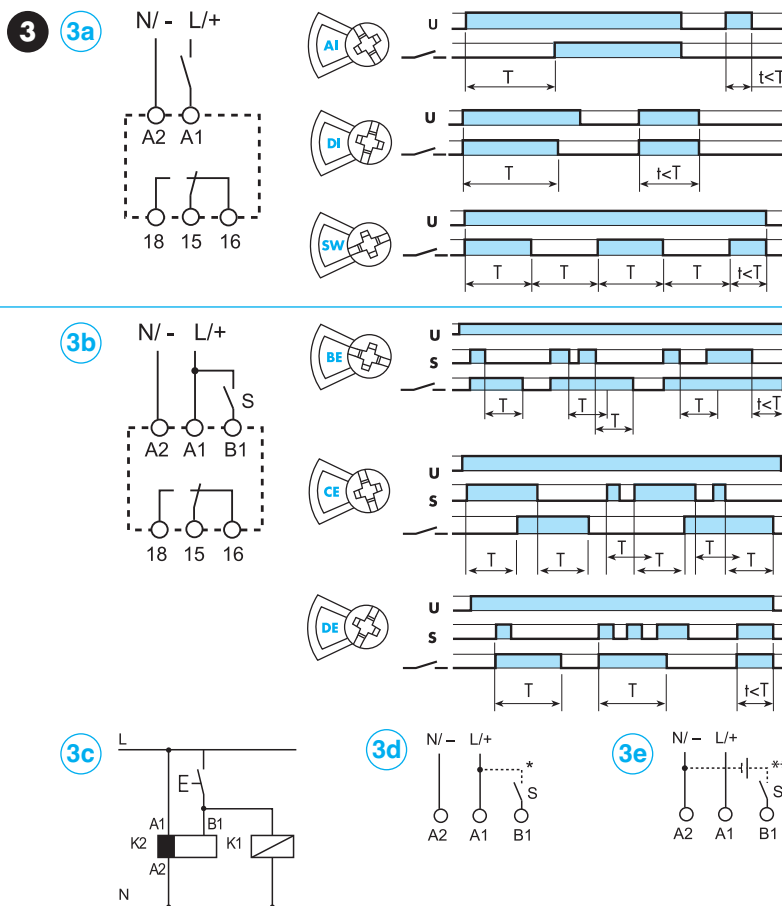 3 3a
N/ - L/+
A2 A1
18 15 16
AI
U
T t<T
DI
U
T t<T
SW
U
T T T T t<T
3b
N/ - L/+
S
A2 A1 B1
18 15 16
BE
U
S
T T t<T
T
CE
U
S
T T T T T T
DE
U
S
T T t<T
3c
L
E
A1 B1
K2 K1
A2
N
3d
N/ - L/+
*
S
A2 A1 B1
3e
N/ - L/+
S
A2 A1 B1